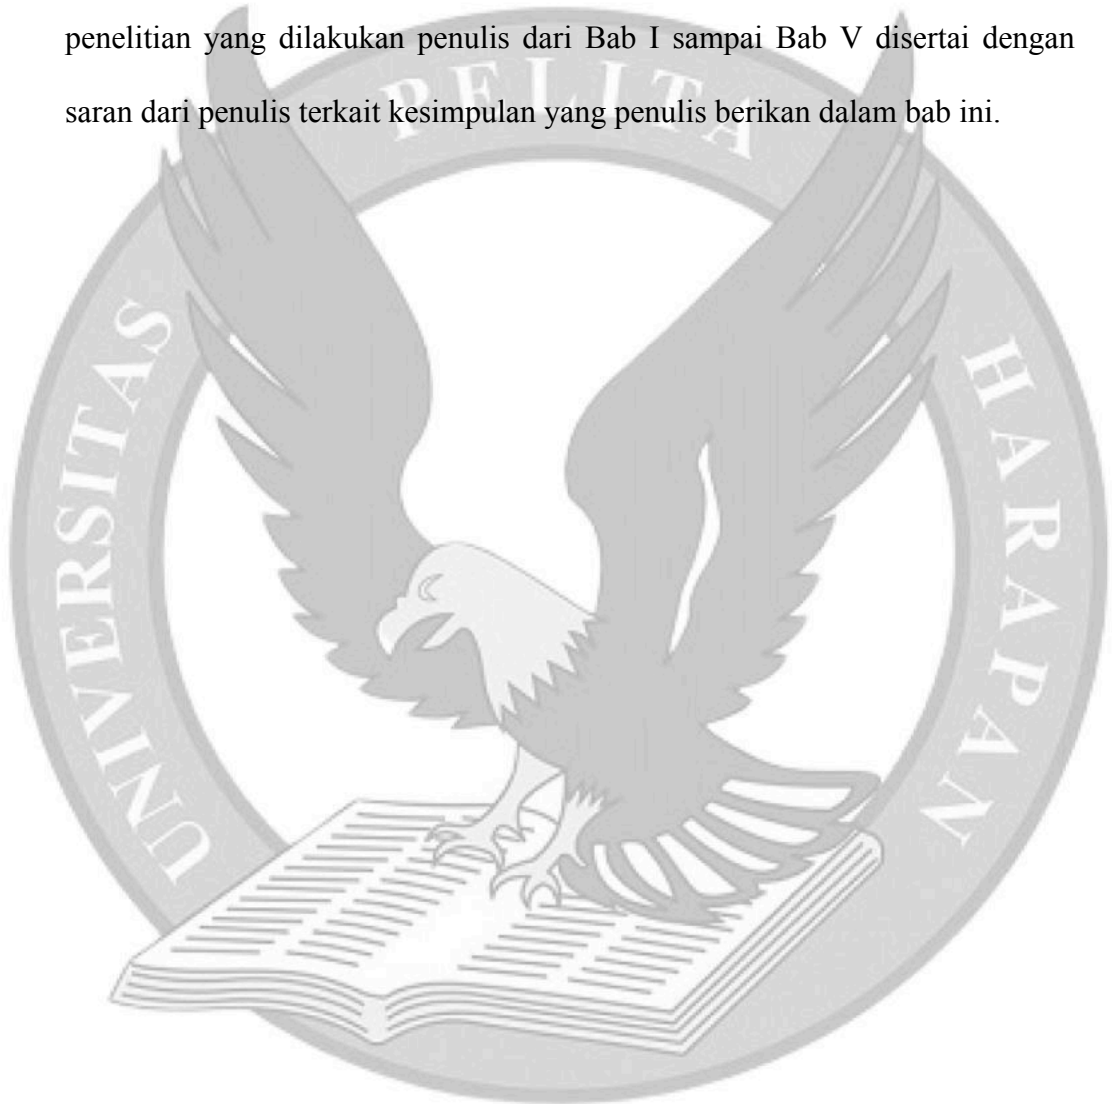 penelitian yang dilakukan penulis dari Bab I sampai Bab V disertai dengan
saran dari penulis terkait kesimpulan yang penulis berikan dalam bab ini.
UNIVERSITAS PELITA HARAPAN